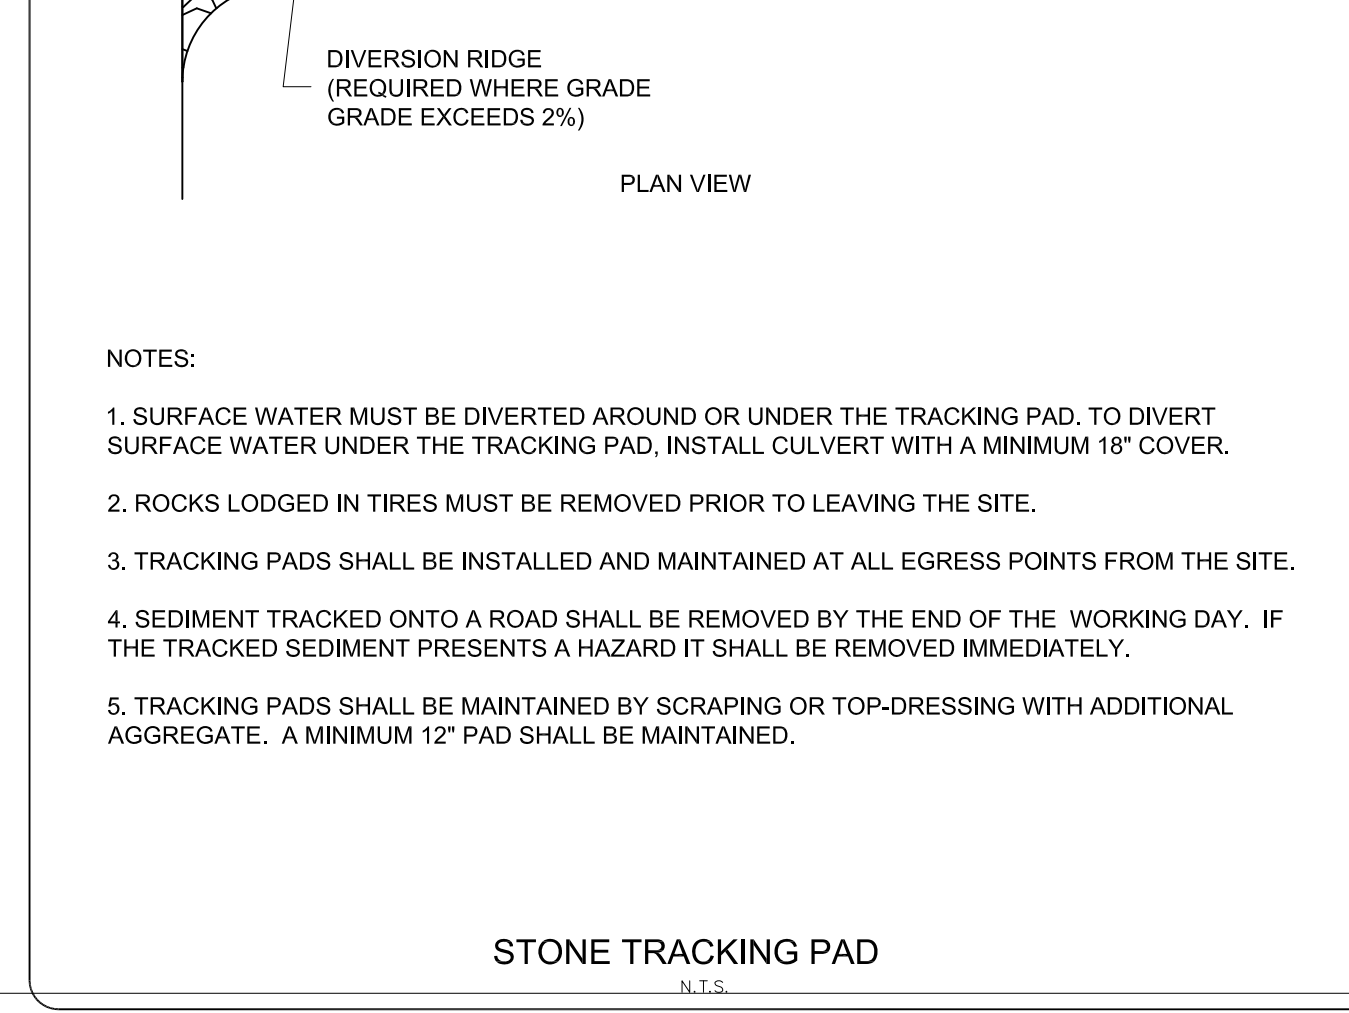 DIVERSION RIDGE
(REQUIRED WHERE GRADE
GRADE EXCEEDS 2%)
PLAN VIEW
NOTES:
1. SURFACE WATER MUST BE DIVERTED AROUND OR UNDER THE TRACKING PAD. TO DIVERT
SURFACE WATER UNDER THE TRACKING PAD, INSTALL CULVERT WITH A MINIMUM 18" COVER.
2. ROCKS LODGED IN TIRES MUST BE REMOVED PRIOR TO LEAVING THE SITE.
3. TRACKING PADS SHALL BE INSTALLED AND MAINTAINED AT ALL EGRESS POINTS FROM THE SITE.
4. SEDIMENT TRACKED ONTO A ROAD SHALL BE REMOVED BY THE END OF THE  WORKING DAY.  IF
THE TRACKED SEDIMENT PRESENTS A HAZARD IT SHALL BE REMOVED IMMEDIATELY.
5. TRACKING PADS SHALL BE MAINTAINED BY SCRAPING OR TOP-DRESSING WITH ADDITIONAL
AGGREGATE.  A MINIMUM 12" PAD SHALL BE MAINTAINED.
STONE TRACKING PAD
N.T.S.